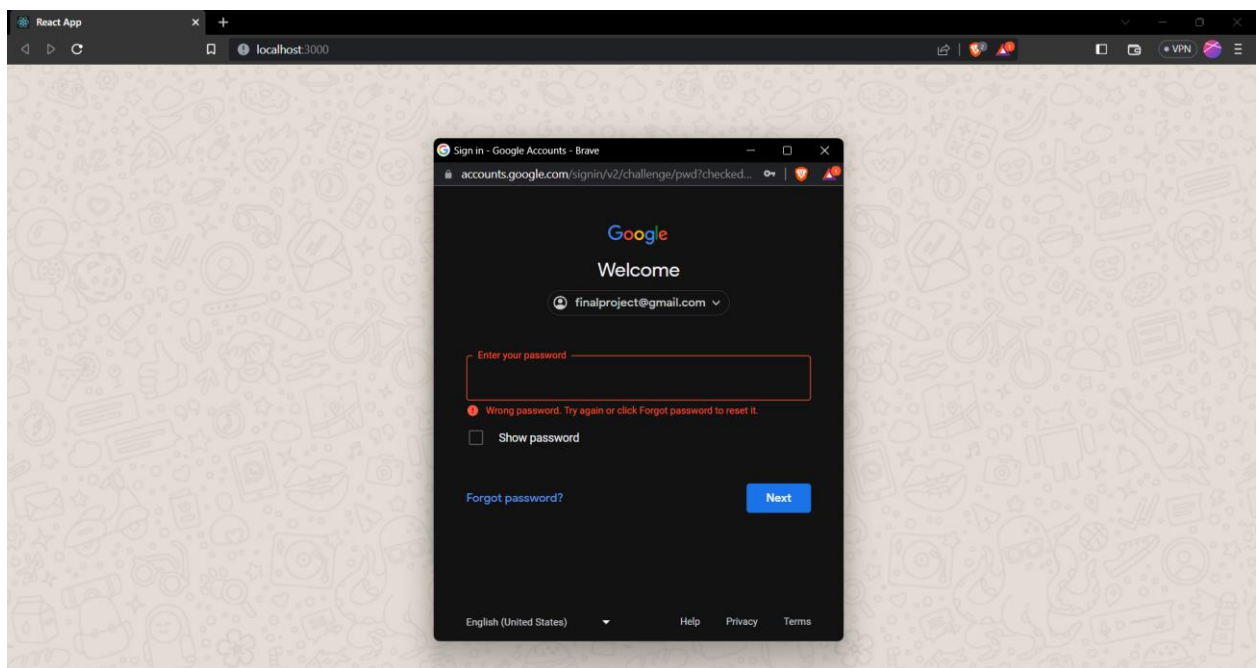 React App
localhost:3000
2
1
VPN
Sign in - Google Accounts - Brave
accounts.google.com/signin/v2/challenge/pwd?checked...
Google
Welcome
finalproject@gmail.com
Enter your password
Wrong password. Try again or click Forgot password to reset it.
Show password
Forgot password?
Next
English (United States)
Help
Privacy
Terms